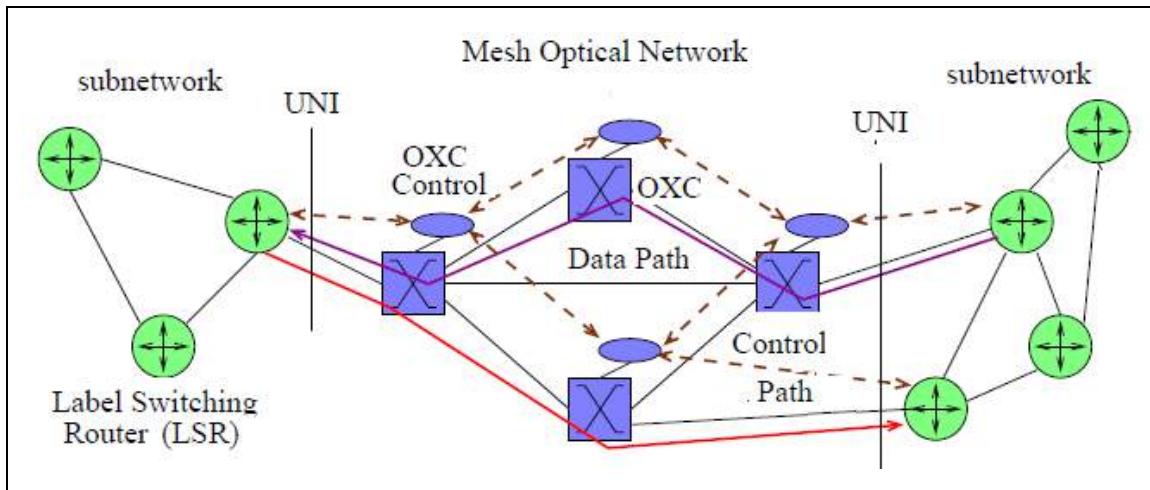 Mesh Optical Network
subnetwork
subnetwork
UNI
UNI
OXC
Control
OXC
Data Path
Control
Path
Label Switching
Router (LSR)